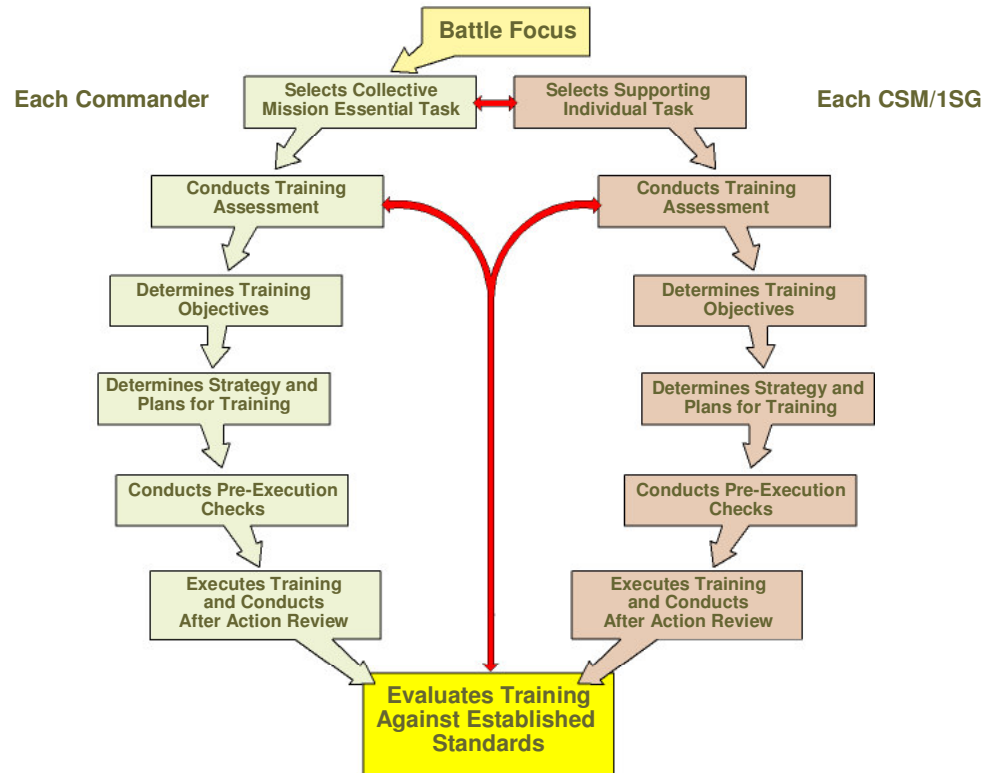 Battle Focus
Each Commander
Selects Collective
Mission Essential Task
Selects Supporting
Individual Task
Each CSM/1SG
Conducts Training
Assessment
Conducts Training
Assessment
Determines Training
Objectives
Determines Training
Objectives
Determines Strategy and
Plans for Training
Determines Strategy and
Plans for Training
Conducts Pre-Execution
Checks
Conducts Pre-Execution
Checks
Executes Training
and Conducts
After Action Review
Executes Training
and Conducts
After Action Review
Evaluates Training
Against Established
Standards